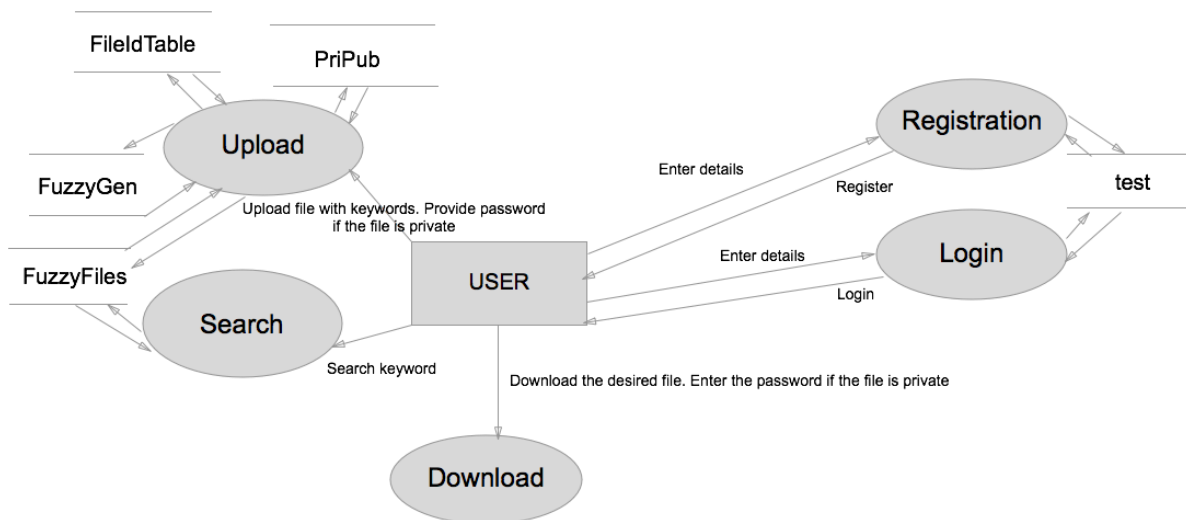 FileIdTable
PriPub
Upload
Registration
FuzzyGen
Enter details
Register
test
Upload file with keywords. Provide password
if the file is private
FuzzyFiles
USER
Enter details
Login
Login
Search
Search keyword
Download the desired file. Enter the password if the file is private
Download